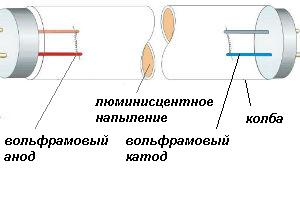 люминисцентное
напыление
колба
вольфрамовый
анод
вольфрамовый
катод